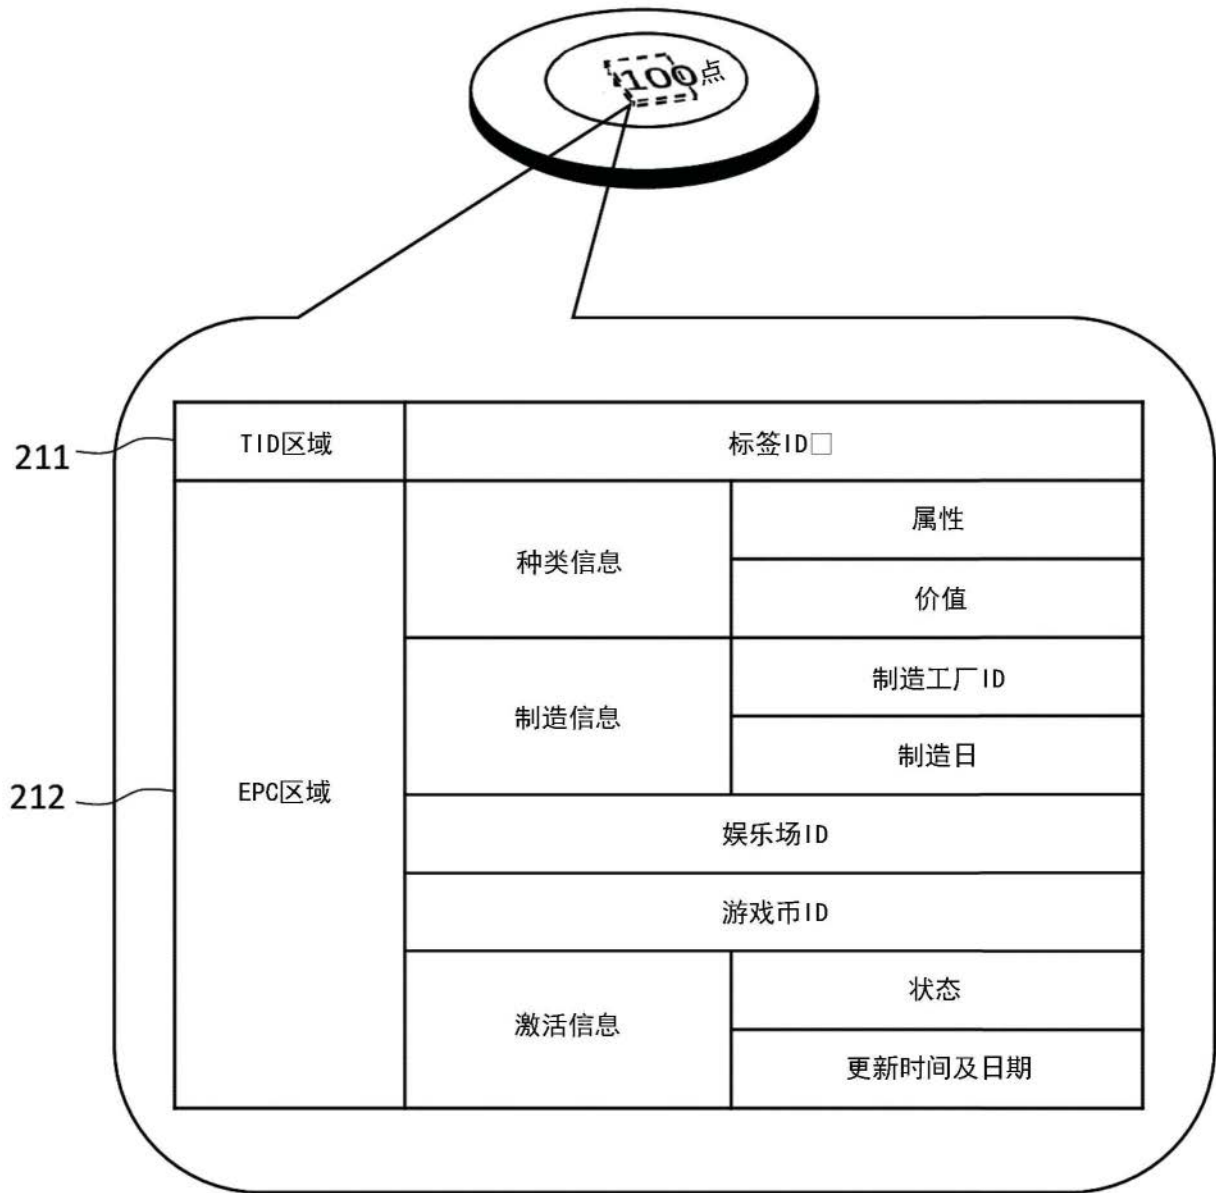 100点
211
TID区域
标签ID□
种类信息
属性
价值
制造信息
制造工厂ID
制造日
212
EPC区域
娱乐场ID
游戏币ID
激活信息
状态
更新时间及日期